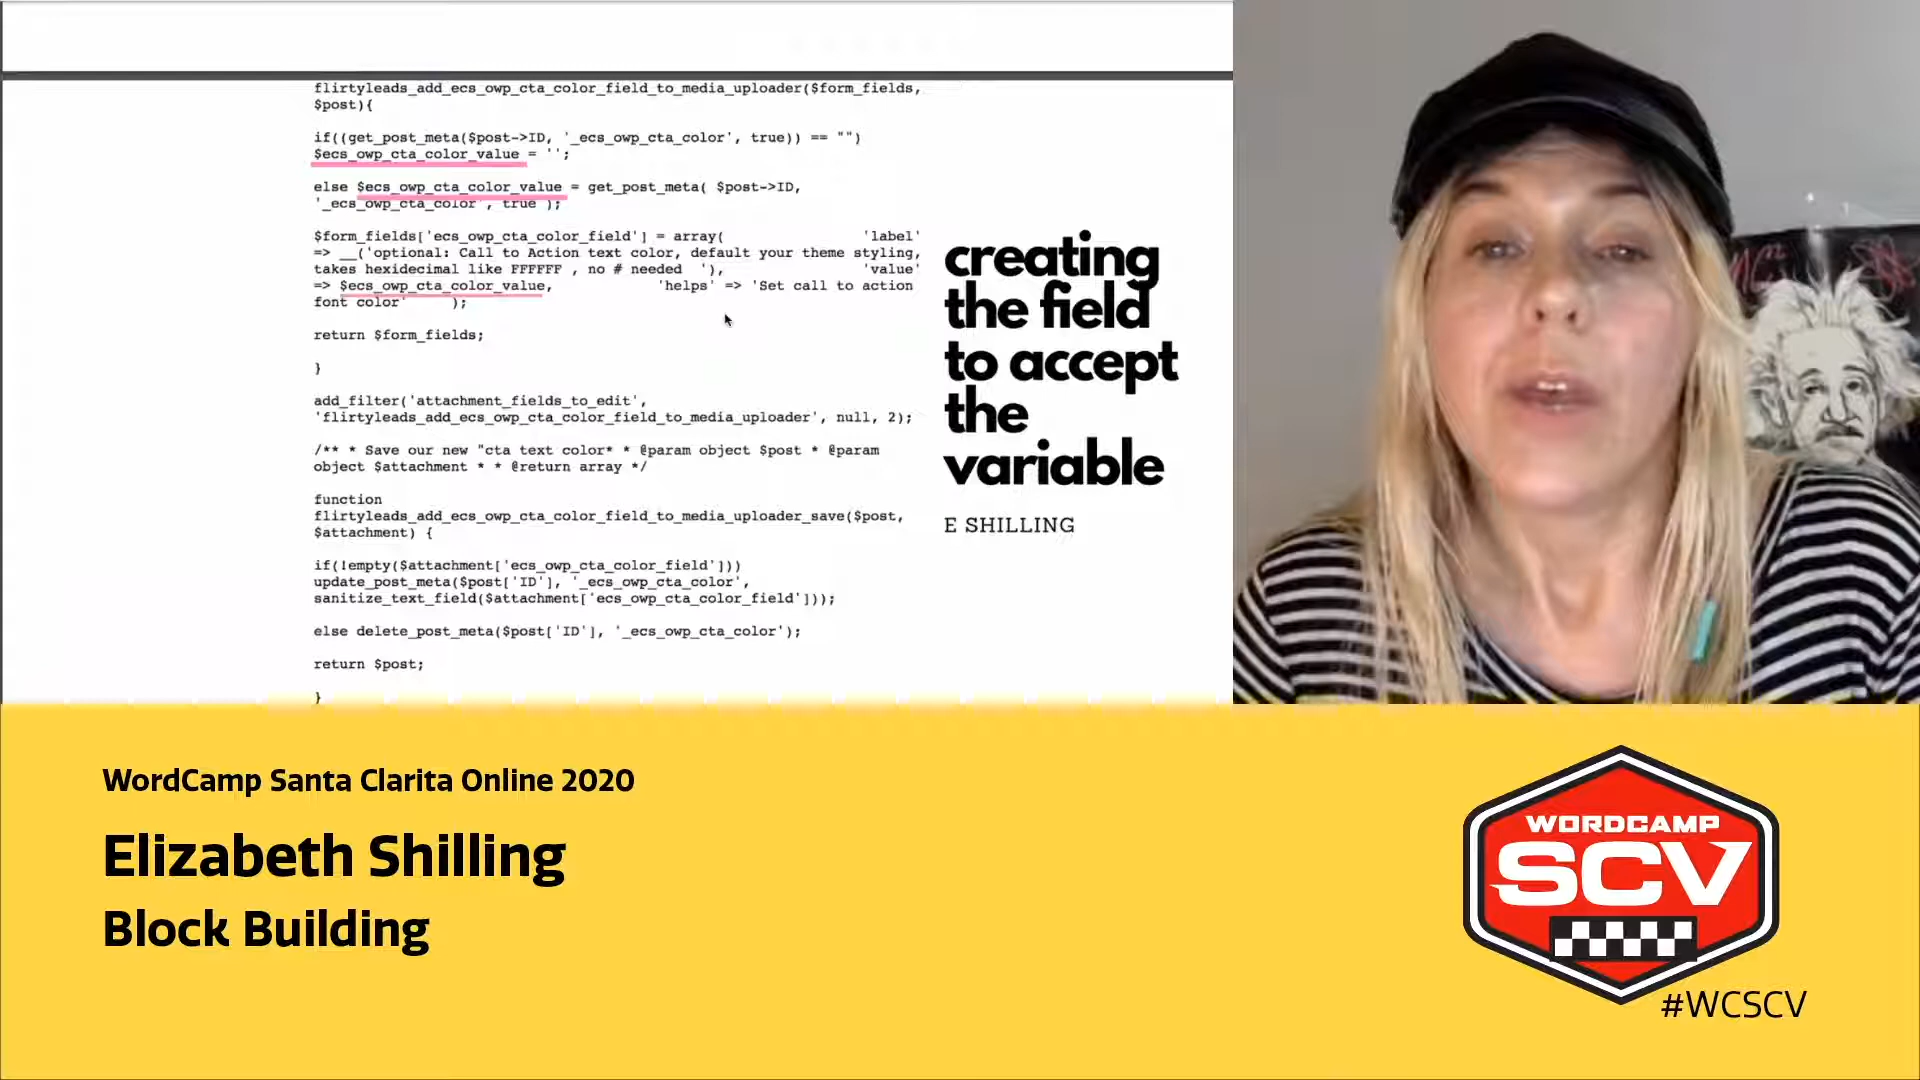 flirtyleads_add_ecs_owp_cta_color_field_to_media_uploader($form_fields,
$post){
if((get_post_meta($post->ID, '_ecs_owp_cta_color', true)) == "")
$ecs_owp_cta_color_value = '';
else $ecs_owp_cta_color_value = get_post_meta( $post->ID,
'_ecs_owp_cta_color', true );
$form_fields['ecs_owp_cta_color_field'] = array( 'label'
=> __('optional: Call to Action text color, default your theme styling,
takes hexidecimal like FFFFFF , no # needed '), 'value'
=> $ecs_owp_cta_color_value, 'helps' => 'Set call to action
font color' );
return $form_fields;
}
add_filter('attachment_fields_to_edit',
'flirtyleads_add_ecs_owp_cta_color_field_to_media_uploader', null, 2);
/** * Save our new "cta text color* * @param object $post * @param
object $attachment * * @return array */
function
flirtyleads_add_ecs_owp_cta_color_field_to_media_uploader_save($post,
$attachment) {
if(!empty($attachment['ecs_owp_cta_color_field']))
update_post_meta($post['ID'], '_ecs_owp_cta_color',
sanitize_text_field($attachment['ecs_owp_cta_color_field']));
else delete_post_meta($post['ID'], '_ecs_owp_cta_color');
return $post;
}
creating
the field
to accept
the
variable
E SHILLING
WordCamp Santa Clarita Online 2020
Elizabeth Shilling
Block Building
WORDCAMP
SCV
#WCSCV